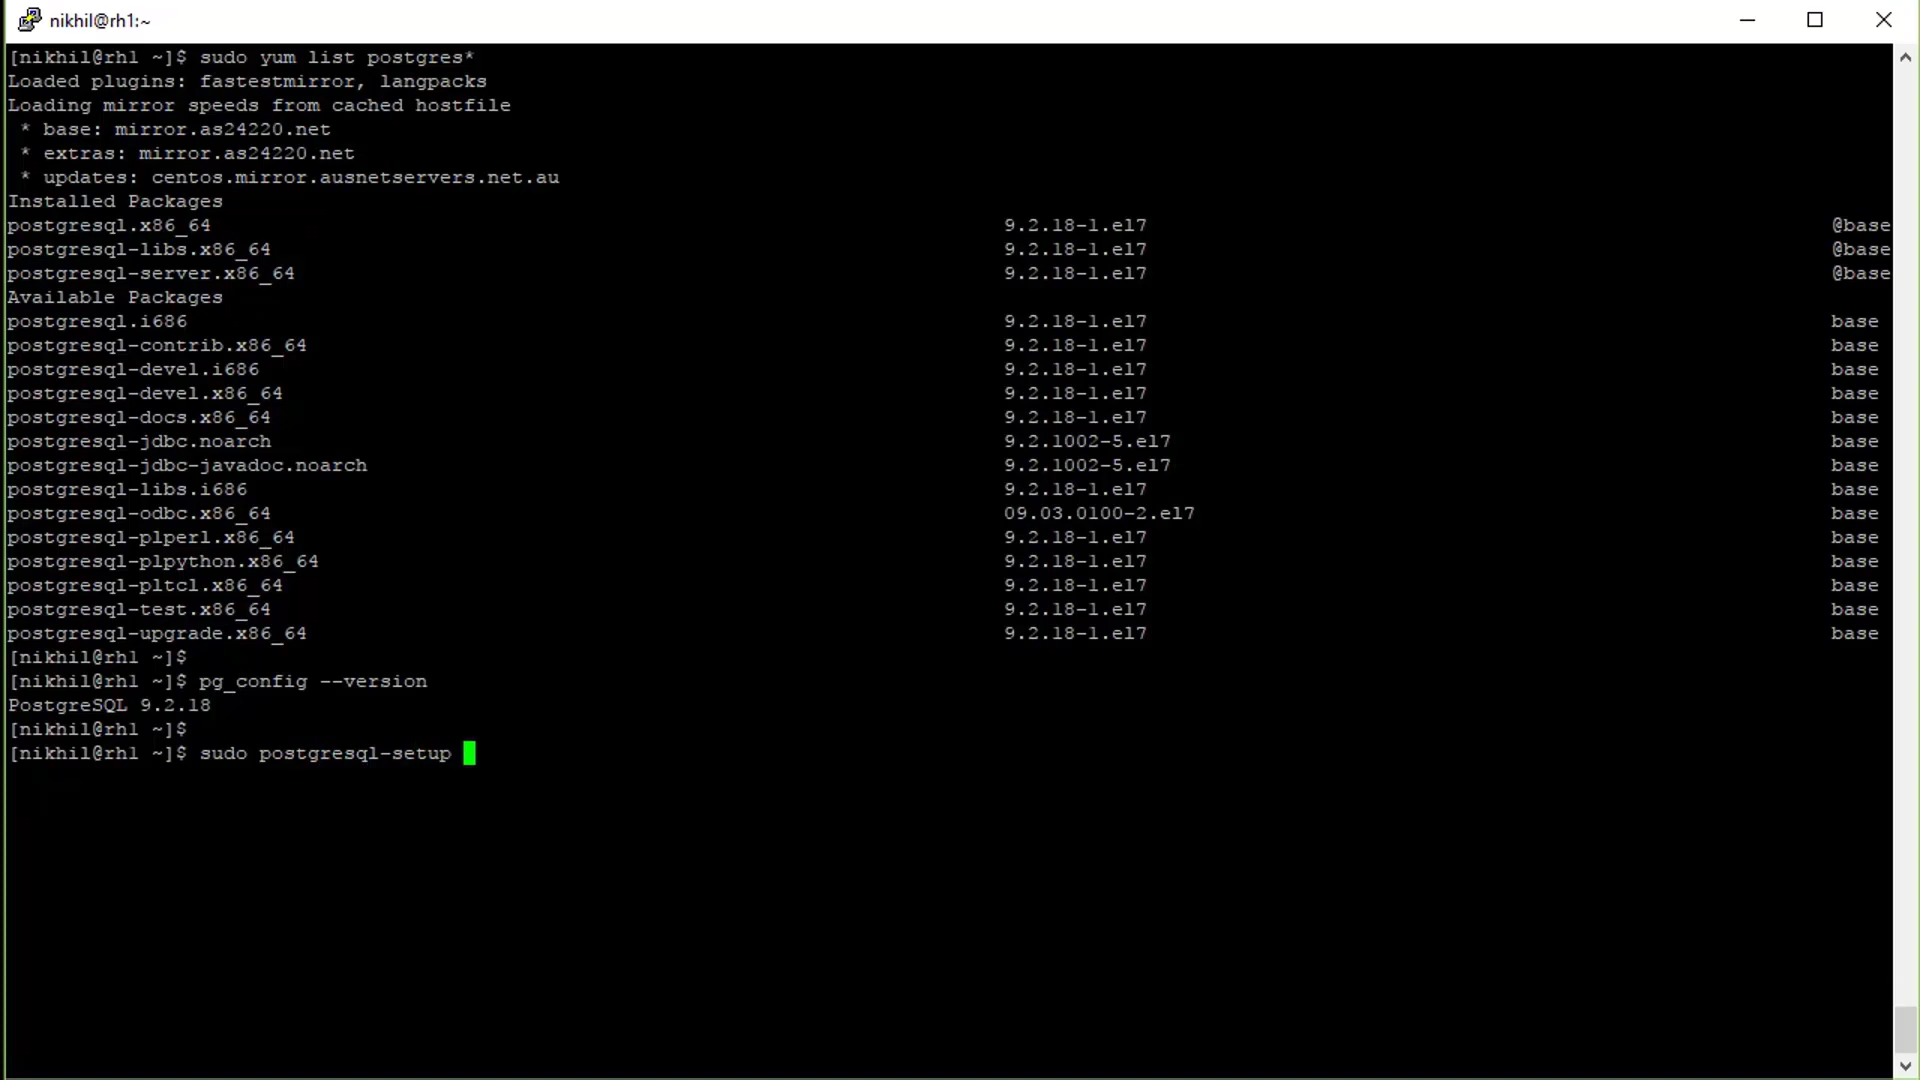 nikhil@rh1:~
[nikhil@rh1 ~]$ sudo yum list postgres*
Loaded plugins: fastestmirror, langpacks
Loading mirror speeds from cached hostfile
 * base: mirror.as24220.net
 * extras: mirror.as24220.net
 * updates: centos.mirror.ausnetservers.net.au
Installed Packages
postgresql.x86_64 9.2.18-1.el7 @base
postgresql-libs.x86_64 9.2.18-1.el7 @base
postgresql-server.x86_64 9.2.18-1.el7 @base
Available Packages
postgresql.i686 9.2.18-1.el7 base
postgresql-contrib.x86_64 9.2.18-1.el7 base
postgresql-devel.i686 9.2.18-1.el7 base
postgresql-devel.x86_64 9.2.18-1.el7 base
postgresql-docs.x86_64 9.2.18-1.el7 base
postgresql-jdbc.noarch 9.2.1002-5.el7 base
postgresql-jdbc-javadoc.noarch 9.2.1002-5.el7 base
postgresql-libs.i686 9.2.18-1.el7 base
postgresql-odbc.x86_64 09.03.0100-2.el7 base
postgresql-plperl.x86_64 9.2.18-1.el7 base
postgresql-plpython.x86_64 9.2.18-1.el7 base
postgresql-pltcl.x86_64 9.2.18-1.el7 base
postgresql-test.x86_64 9.2.18-1.el7 base
postgresql-upgrade.x86_64 9.2.18-1.el7 base
[nikhil@rh1 ~]$
[nikhil@rh1 ~]$ pg_config --version
PostgreSQL 9.2.18
[nikhil@rh1 ~]$
[nikhil@rh1 ~]$ sudo postgresql-setup